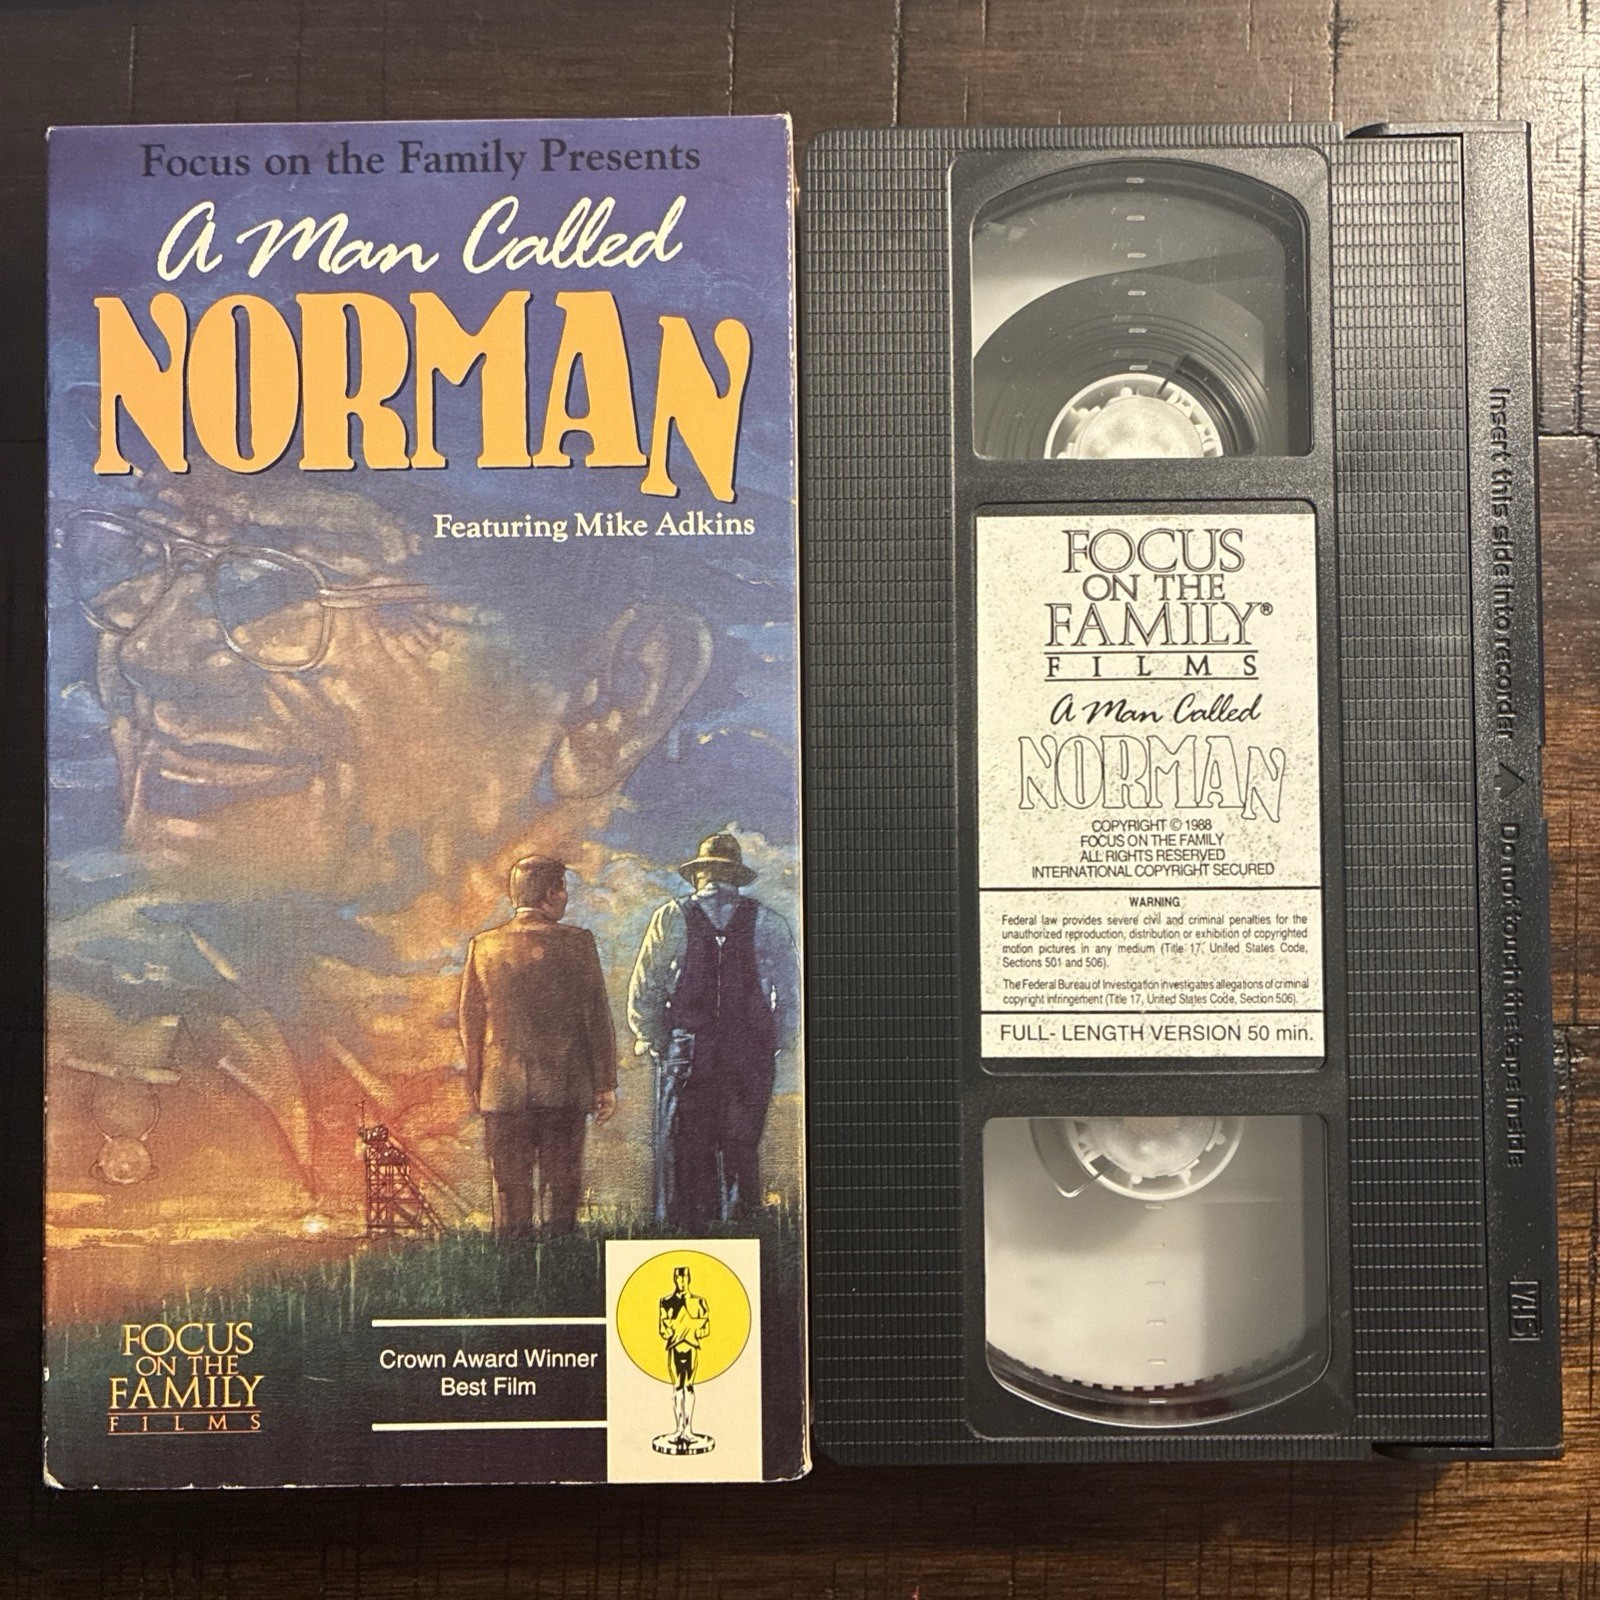 Focus on the Family Presents
A Man Called
NORMAN
Featuring Mike Adkins
FOCUS
ON THE
FAMILY
FILMS
Crown Award Winner
Best Film
FOCUS
ON THE
FAMILY®
FILMS
A Man Called
NORMAN
COPYRIGHT © 1988
FOCUS ON THE FAMILY
ALL RIGHTS RESERVED
INTERNATIONAL COPYRIGHT SECURED
WARNING
Federal law provides severe civil and criminal penalties for the
unauthorized reproduction, distribution or exhibition of copyrighted
motion pictures in any medium (Title 17, United States Code,
Sections 501 and 506).
The Federal Bureau of Investigation investigates allegations of criminal
copyright infringement (Title 17, United States Code, Section 506).
FULL- LENGTH VERSION 50 min.
Insert this side into recorder
Do not touch the tape inside
VHS